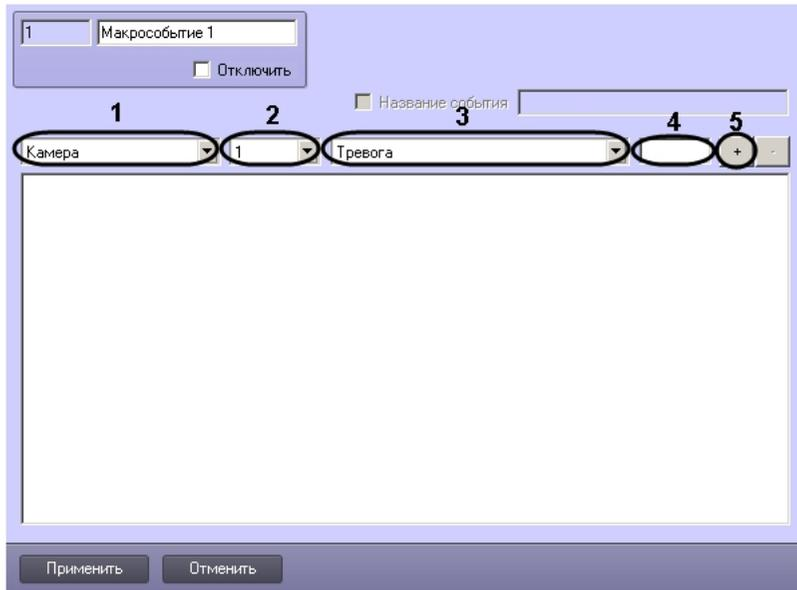 1 Макрособытие 1
Отключить
Название события
1 2 3 4 5
Камера 1 Тревога + -
Применить Отменить